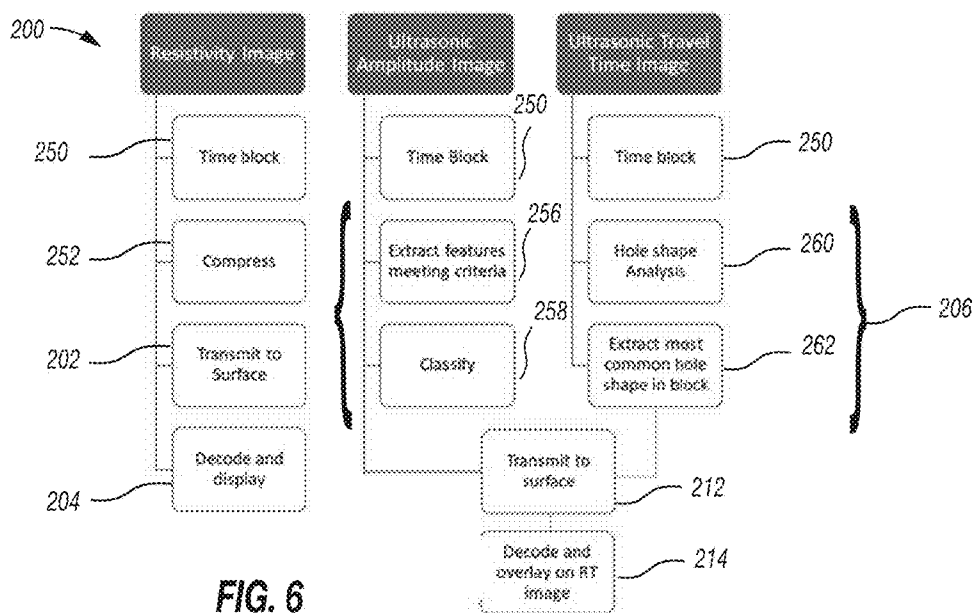 200
Resistivity Image
Ultrasonic
Amplitude Image
Ultrasonic Travel
Time Image
250
Time block
250
Time Block
250
Time block
252
Compress
256
Extract features
meeting criteria
260
Hole shape
Analysis
206
202
Transmit to
Surface
258
Classify
262
Extract most
common hole
shape in block
204
Decode and
display
Transmit to
surface
212
Decode and
overlay on RT
image
214
FIG. 6